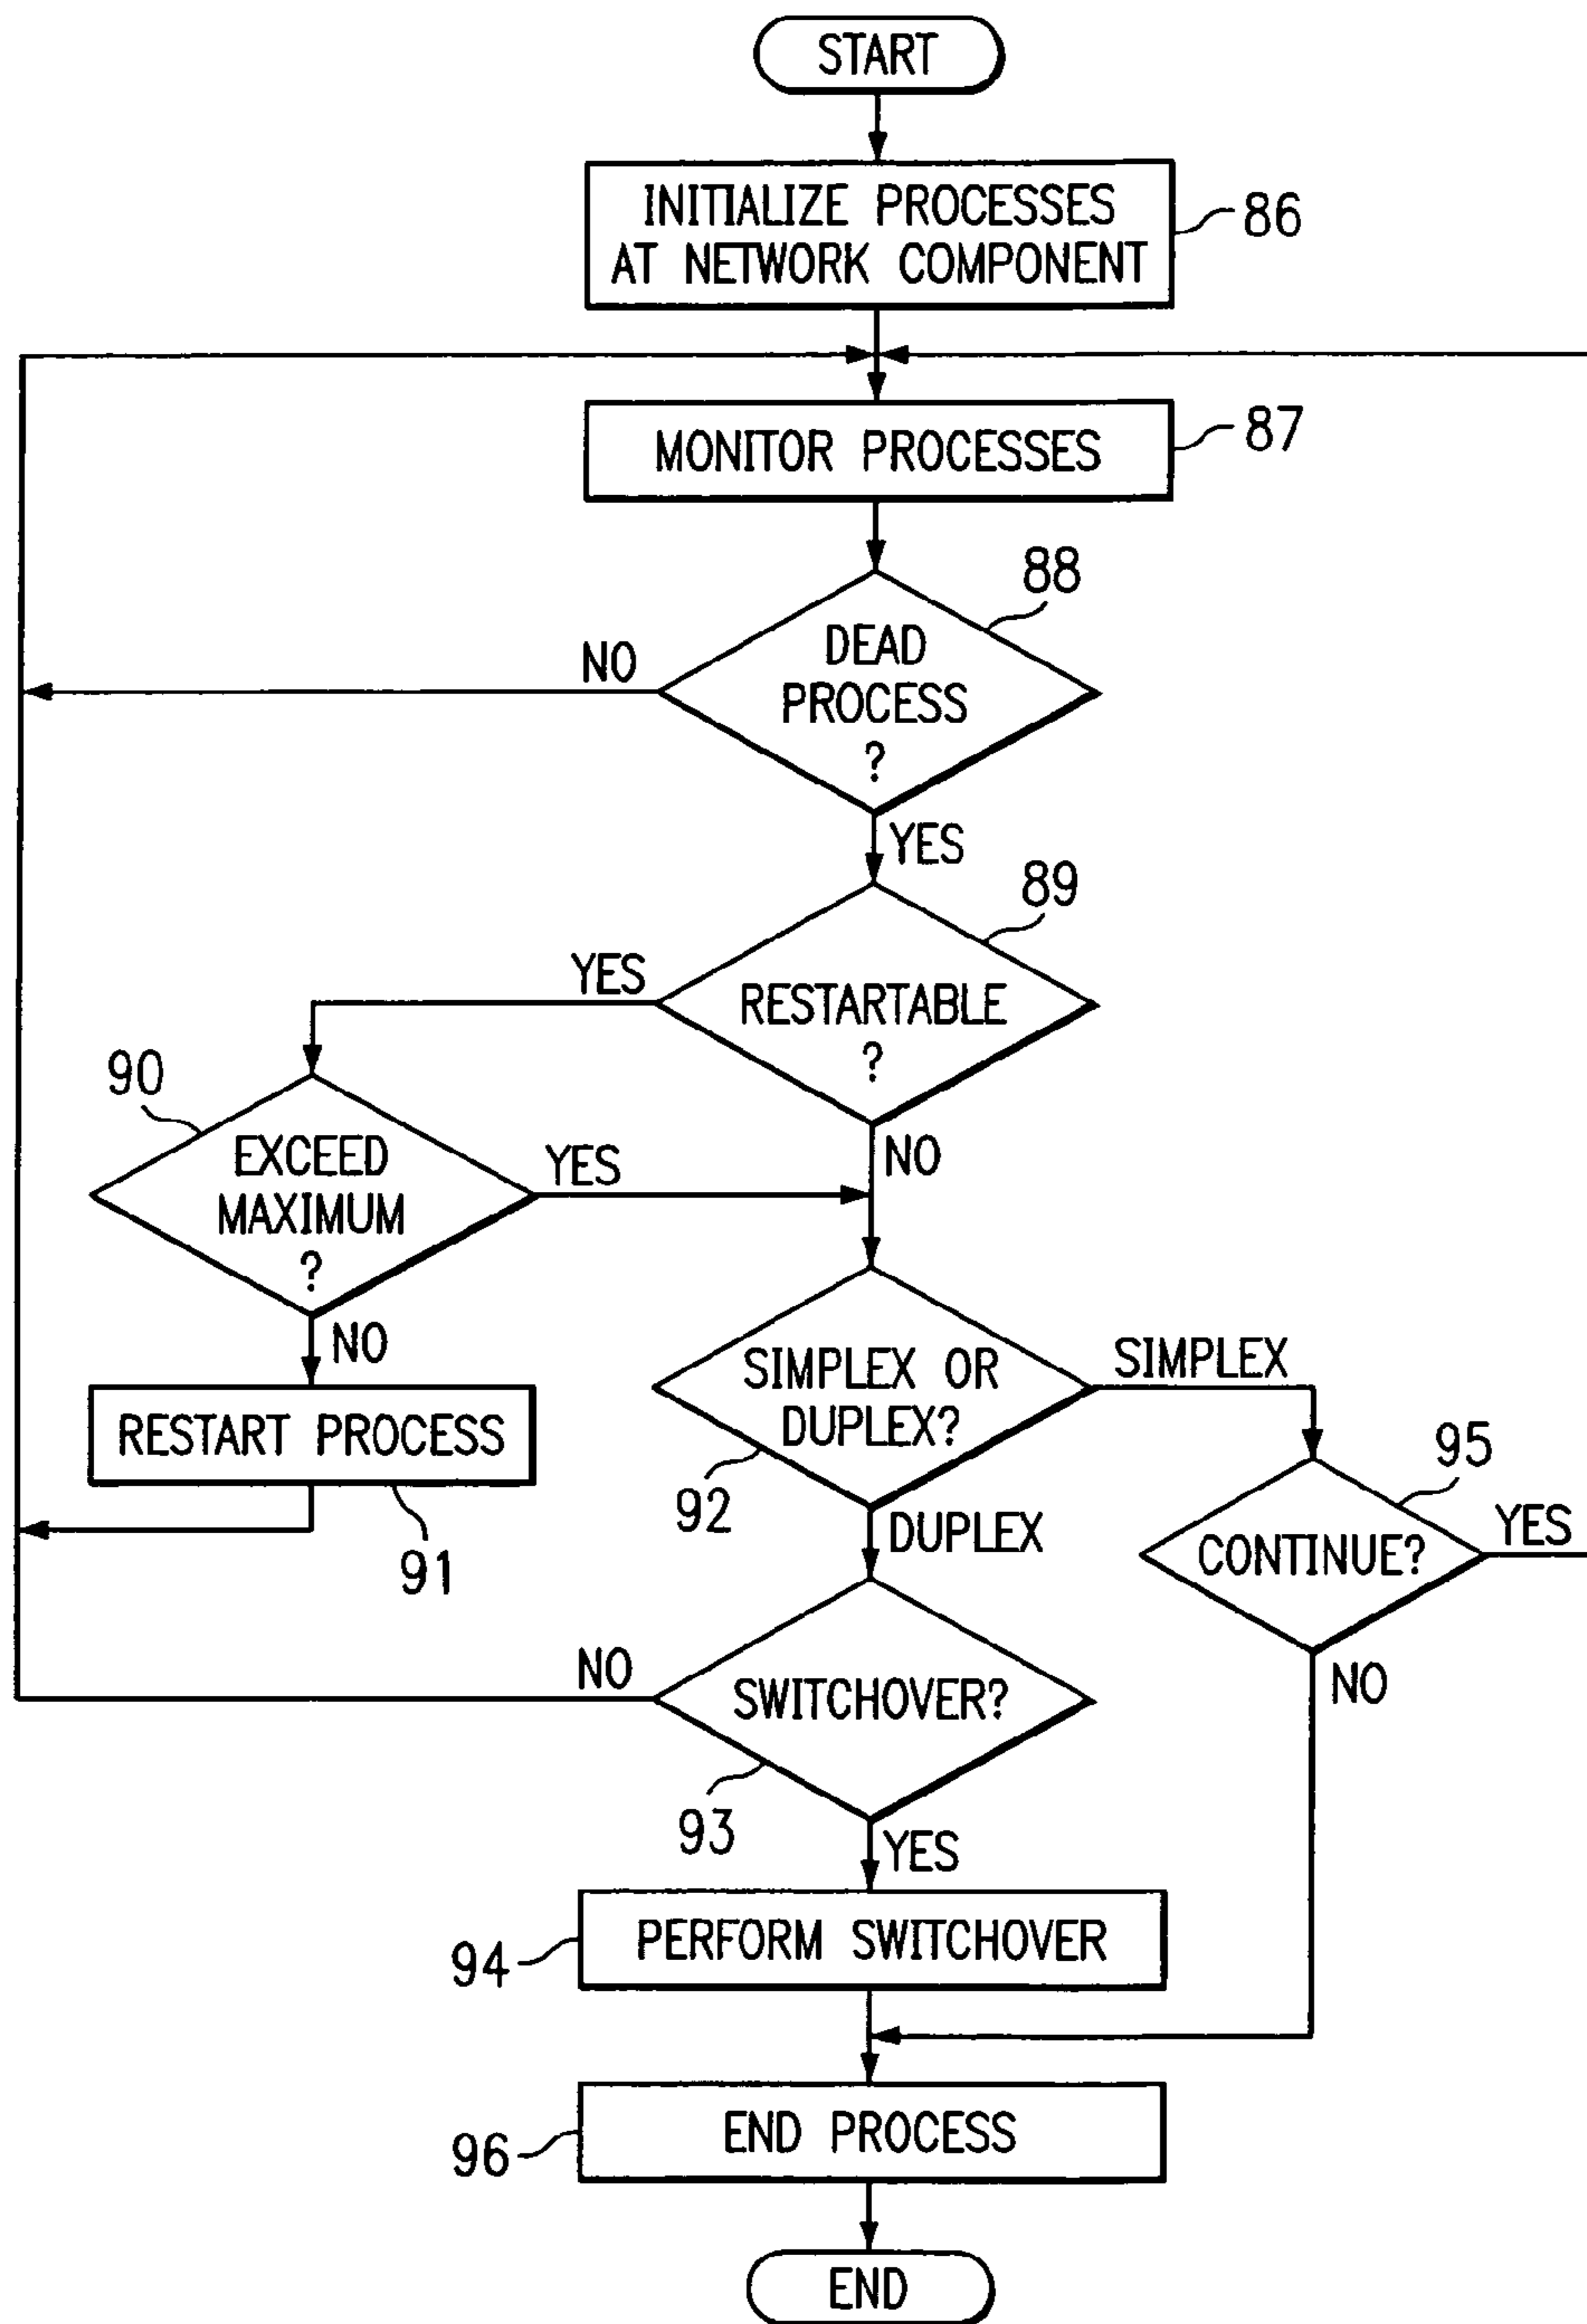 START
INITIALIZE PROCESSES
AT NETWORK COMPONENT
86
MONITOR PROCESSES
87
88
DEAD
PROCESS
?
NO
YES
89
RESTARTABLE
?
YES
NO
90
EXCEED
MAXIMUM
?
YES
NO
RESTART PROCESS
91
SIMPLEX OR
DUPLEX?
SIMPLEX
92
DUPLEX
95
CONTINUE?
YES
NO
SWITCHOVER?
NO
93
YES
PERFORM SWITCHOVER
94
END PROCESS
96
END